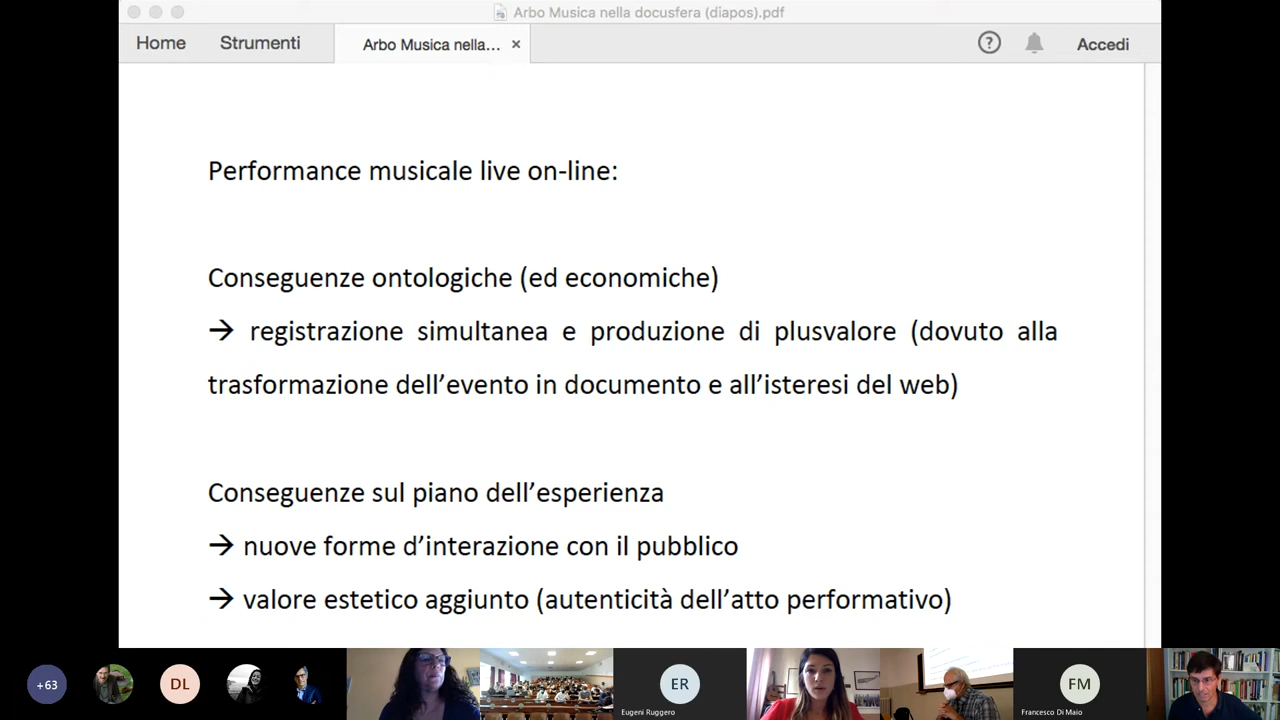 Arbo Musica nella docusfera (diapos).pdf
Home Strumenti Arbo Musica nella... × ? Accedi
Performance musicale live on-line:
Conseguenze ontologiche (ed economiche)
→ registrazione simultanea e produzione di plusvalore (dovuto alla
trasformazione dell’evento in documento e all’isteresi del web)
Conseguenze sul piano dell’esperienza
→ nuove forme d’interazione con il pubblico
→ valore estetico aggiunto (autenticità dell’atto performativo)
+63 DL ER FM
Eugeni Ruggero Francesco Di Maio